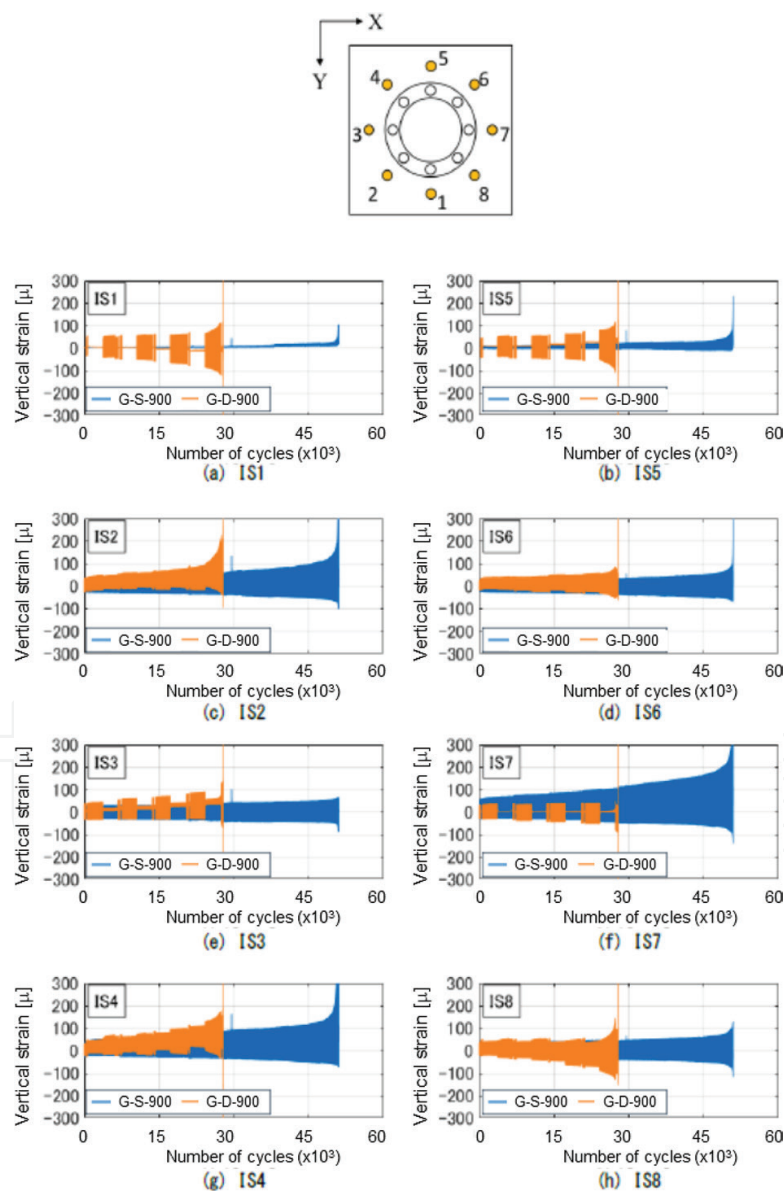 X
Y
5
4
6
3
7
2
8
1
300
200
100
0
−100
−200
−300
Vertical strain [μ]
IS1
G-S-900
G-D-900
0
15
30
45
60
Number of cycles (x10³)
(a) IS1
300
200
100
0
−100
−200
−300
Vertical strain [μ]
IS5
G-S-900
G-D-900
0
15
30
45
60
Number of cycles (x10³)
(b) IS5
300
200
100
0
−100
−200
−300
Vertical strain [μ]
IS2
G-S-900
G-D-900
0
15
30
45
60
Number of cycles (x10³)
(c) IS2
300
200
100
0
−100
−200
−300
Vertical strain [μ]
IS6
G-S-900
G-D-900
0
15
30
45
60
Number of cycles (x10³)
(d) IS6
300
200
100
0
−100
−200
−300
Vertical strain [μ]
IS3
G-S-900
G-D-900
0
15
30
45
60
Number of cycles (x10³)
(e) IS3
300
200
100
0
−100
−200
−300
Vertical strain [μ]
IS7
G-S-900
G-D-900
0
15
30
45
60
Number of cycles (x10³)
(f) IS7
300
200
100
0
−100
−200
−300
Vertical strain [μ]
IS4
G-S-900
G-D-900
0
15
30
45
60
Number of cycles (x10³)
(g) IS4
300
200
100
0
−100
−200
−300
Vertical strain [μ]
IS8
G-S-900
G-D-900
0
15
30
45
60
Number of cycles (x10³)
(h) IS8